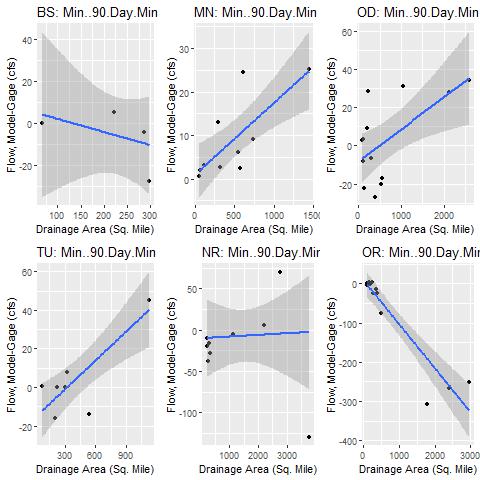 BS: Min..90.Day.Min
MN: Min..90.Day.Min
OD: Min..90.Day.Min
Flow, Model-Gage (cfs)
40
20
0
-20
100
150
200
250
300
Drainage Area (Sq. Mile)
Flow, Model-Gage (cfs)
30
20
10
0
0
500
1000
1500
Drainage Area (Sq. Mile)
Flow, Model-Gage (cfs)
60
40
20
0
-20
0
1000
2000
Drainage Area (Sq. Mile)
TU: Min..90.Day.Min
NR: Min..90.Day.Min
OR: Min..90.Day.Min
Flow, Model-Gage (cfs)
60
40
20
0
-20
300
600
900
Drainage Area (Sq. Mile)
Flow, Model-Gage (cfs)
50
0
-50
-100
1000
2000
3000
Drainage Area (Sq. Mile)
Flow, Model-Gage (cfs)
0
-100
-200
-300
-400
0
1000
2000
3000
Drainage Area (Sq. Mile)